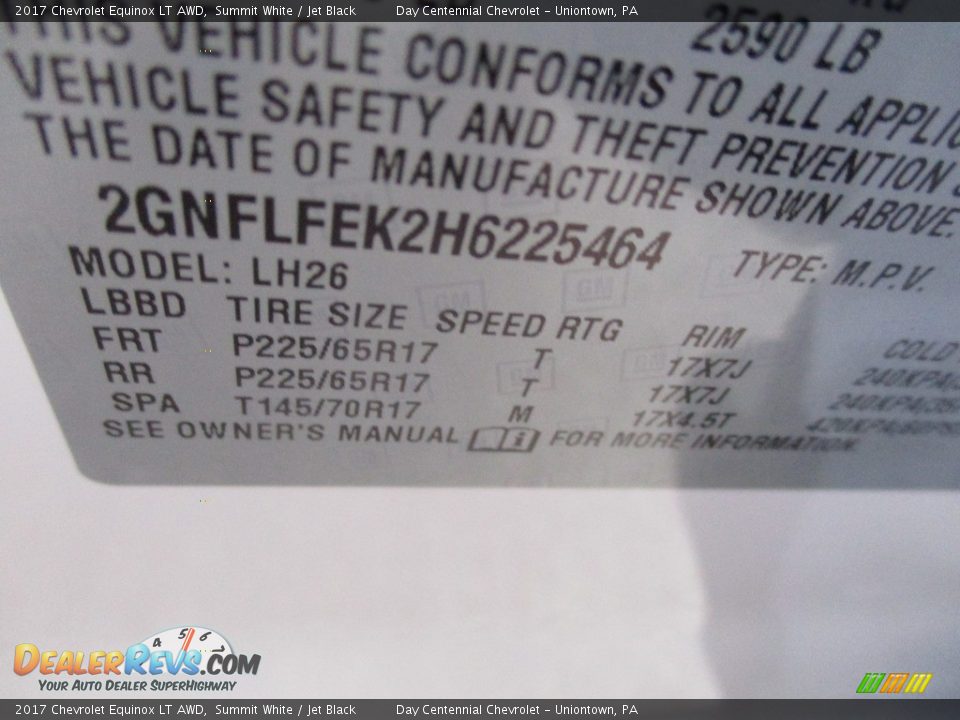 2017 Chevrolet Equinox LT AWD, Summit White / Jet Black Day Centennial Chevrolet - Uniontown, PA
2590 LB
THIS VEHICLE CONFORMS TO ALL
VEHICLE SAFETY AND THEFT PREVENTION
THE DATE OF MANUFACTURE SHOWN ABOVE.
2GNFLFEK2H6225464
TYPE: M.P.V.
MODEL: LH26
LBBD TIRE SIZE SPEED RTG RIM COLD
FRT P225/65R17 T 17X7J
RR P225/65R17 T 17X7J
SPA T145/70R17 M 17X4.5T
SEE OWNER'S MANUAL i FOR MORE INFORMATION.
4 5 6
DEALERREVS.COM
YOUR AUTO DEALER SUPERHIGHWAY
2017 Chevrolet Equinox LT AWD, Summit White / Jet Black Day Centennial Chevrolet - Uniontown, PA